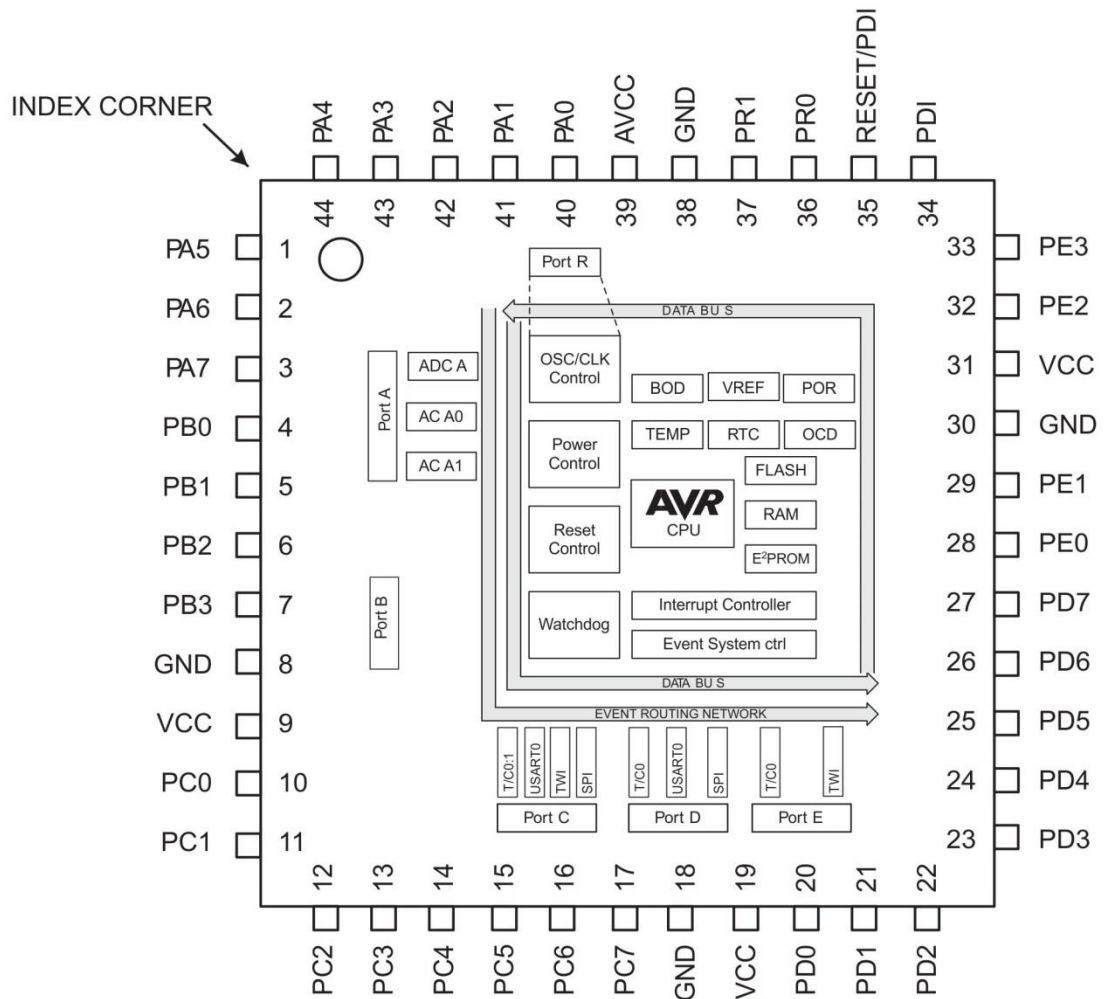 INDEX CORNER
PA4
PA3
PA2
PA1
PA0
AVCC
GND
PR1
PR0
RESET/PDI
PDI
44
43
42
41
40
39
38
37
36
35
34
PA5 1
PA6 2
PA7 3
PB0 4
PB1 5
PB2 6
PB3 7
GND 8
VCC 9
PC0 10
PC1 11
Port R
DATA BUS
OSC/CLK
Control
BOD
VREF
POR
Port A
ADC A
AC A0
AC A1
Power
Control
TEMP
RTC
OCD
FLASH
AVR
CPU
RAM
E²PROM
Reset
Control
Port B
Watchdog
Interrupt Controller
Event System ctrl
DATA BUS
EVENT ROUTING NETWORK
T/C0:1
USART0
TWI
SPI
T/C0
USART0
SPI
T/C0
TWI
Port C
Port D
Port E
33 PE3
32 PE2
31 VCC
30 GND
29 PE1
28 PE0
27 PD7
26 PD6
25 PD5
24 PD4
23 PD3
12
13
14
15
16
17
18
19
20
21
22
PC2
PC3
PC4
PC5
PC6
PC7
GND
VCC
PD0
PD1
PD2